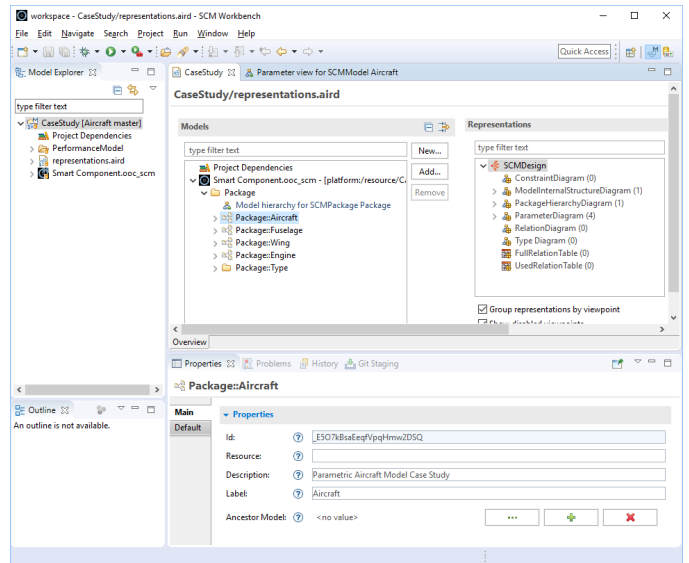 workspace - CaseStudy/representations.aird - SCM Workbench
File Edit Navigate Search Project Run Window Help
Quick Access
Model Explorer
type filter text
CaseStudy [Aircraft master]
Project Dependencies
PerformanceModel
representations.aird
Smart Component.ooc_scm
CaseStudy
Parameter view for SCMModel Aircraft
CaseStudy/representations.aird
Models
type filter text
New...
Add...
Remove
Project Dependencies
Smart Component.ooc_scm - [platform:/resource/C
Package
Model hierarchy for SCMPackage Package
Package::Aircraft
Package::Fuselage
Package::Wing
Package::Engine
Package::Type
Representations
type filter text
SCMDesign
ConstraintDiagram (0)
ModelInternalStructureDiagram (1)
PackageHierarchyDiagram (1)
ParameterDiagram (4)
RelationDiagram (0)
Type Diagram (0)
FullRelationTable (0)
UsedRelationTable (0)
Group representations by viewpoint
Show disabled viewpoints
Overview
Properties
Problems
History
Git Staging
Package::Aircraft
Main
Default
Properties
Id: _E5O7kBsaEeqfVpqHmw2DSQ
Resource:
Description: Parametric Aircraft Model Case Study
Label: Aircraft
Ancestor Model: <no value>
...
Outline
An outline is not available.